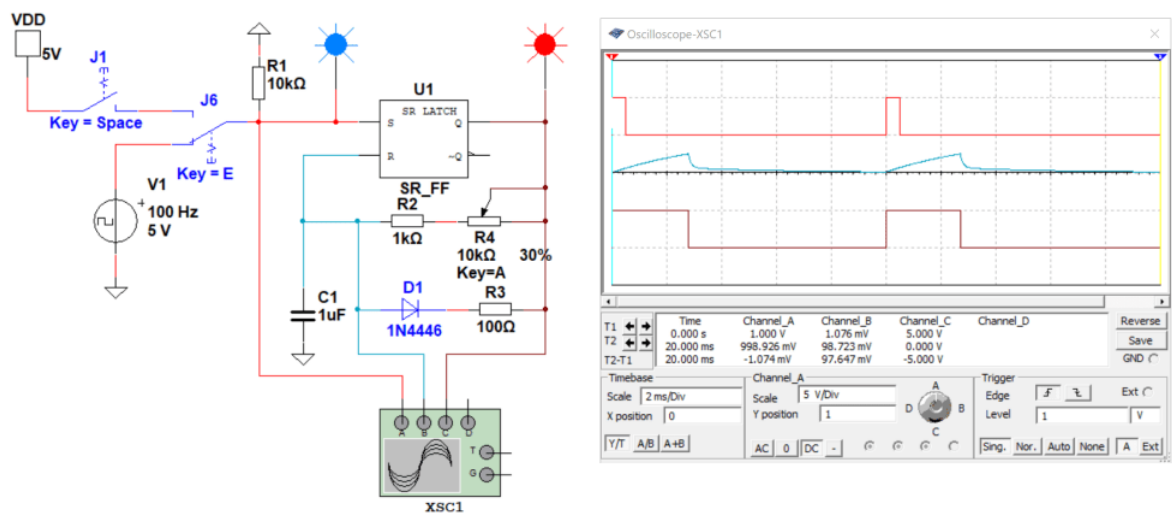 VDD
5V
J1
Key = Space
J6
Key = E
V1
+
100 Hz
5 V
R1
10kΩ
U1
SR LATCH
S
Q
R
~Q
SR_FF
R2
1kΩ
R4
10kΩ
30%
Key=A
C1
1uF
D1
1N4446
R3
100Ω
A B C D
T
G
XSC1
Oscilloscope-XSC1
Time Channel_A Channel_B Channel_C Channel_D
T1 0.000 s 1.000 V 1.076 mV 5.000 V
T2 20.000 ms 998.926 mV 98.723 mV 0.000 V
T2-T1 20.000 ms -1.074 mV 97.647 mV -5.000 V
Reverse
Save
GND
Timebase
Scale 2 ms/Div
X position 0
Y/T A/B A+B
Channel_A
Scale 5 V/Div
Y position 1
AC 0 DC -
A
D B
C
Trigger
Edge Ext
Level 1 V
Sing. Nor. Auto None A Ext